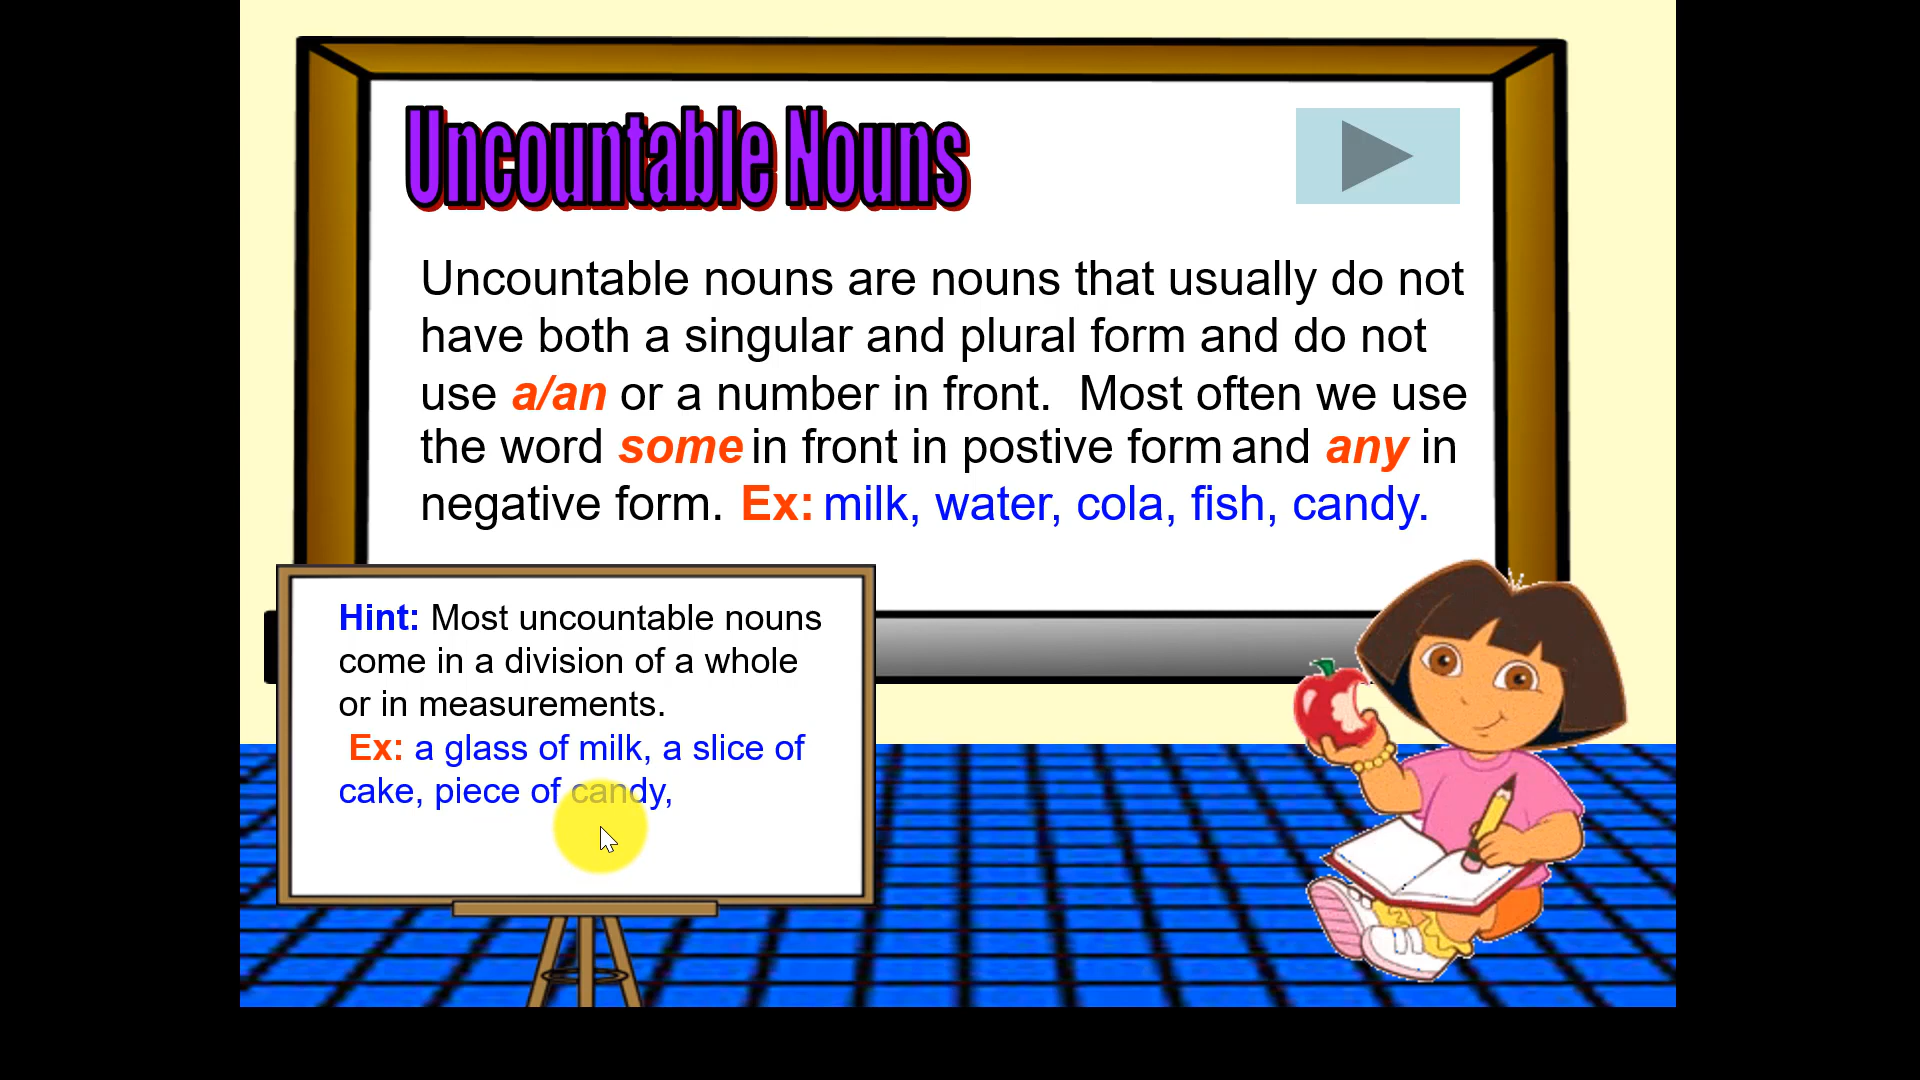 Uncountable Nouns
Uncountable nouns are nouns that usually do not
have both a singular and plural form and do not
use a/an or a number in front. Most often we use
the word some in front in postive form and any in
negative form. Ex: milk, water, cola, fish, candy.
Hint: Most uncountable nouns
come in a division of a whole
or in measurements.
Ex: a glass of milk, a slice of
cake, piece of candy,